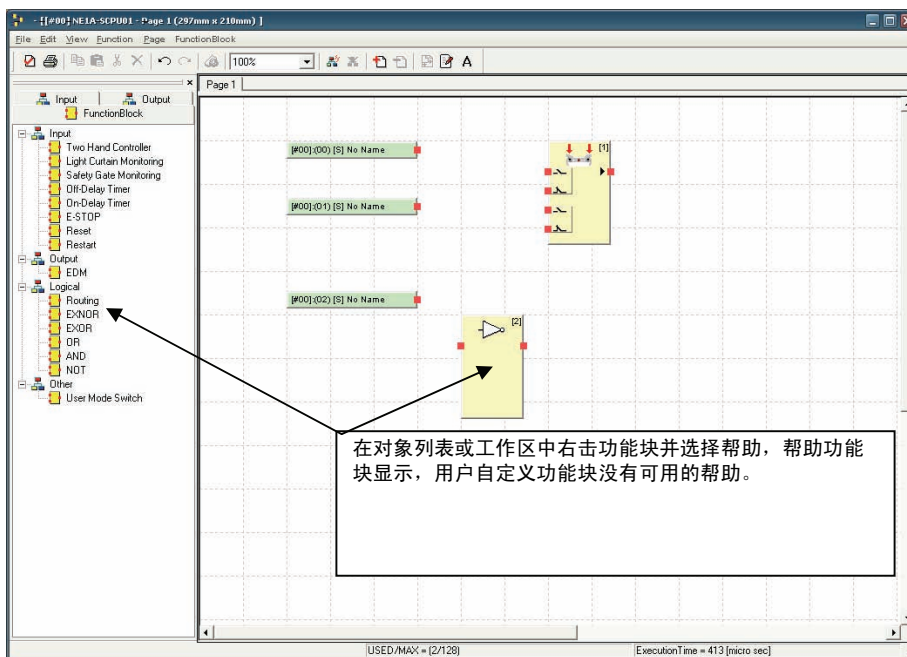 - [[#00] NE1A-SCPU01 - Page 1 (297mm x 210mm) ]
File Edit View Function Page FunctionBlock
100%
A
Page 1
Input
Output
FunctionBlock
Input
Two Hand Controller
Light Curtain Monitoring
Safety Gate Monitoring
Off-Delay Timer
On-Delay Timer
E-STOP
Reset
Restart
Output
EDM
Logical
Routing
EXNOR
EXOR
OR
AND
NOT
Other
User Mode Switch
[#00]:(00) [S] No Name
[1]
[#00]:(01) [S] No Name
[#00]:(02) [S] No Name
[2]
在对象列表或工作区中右击功能块并选择帮助，帮助功能
块显示，用户自定义功能块没有可用的帮助。
USED/MAX = (2/128)
ExecutionTime = 413 [micro sec]